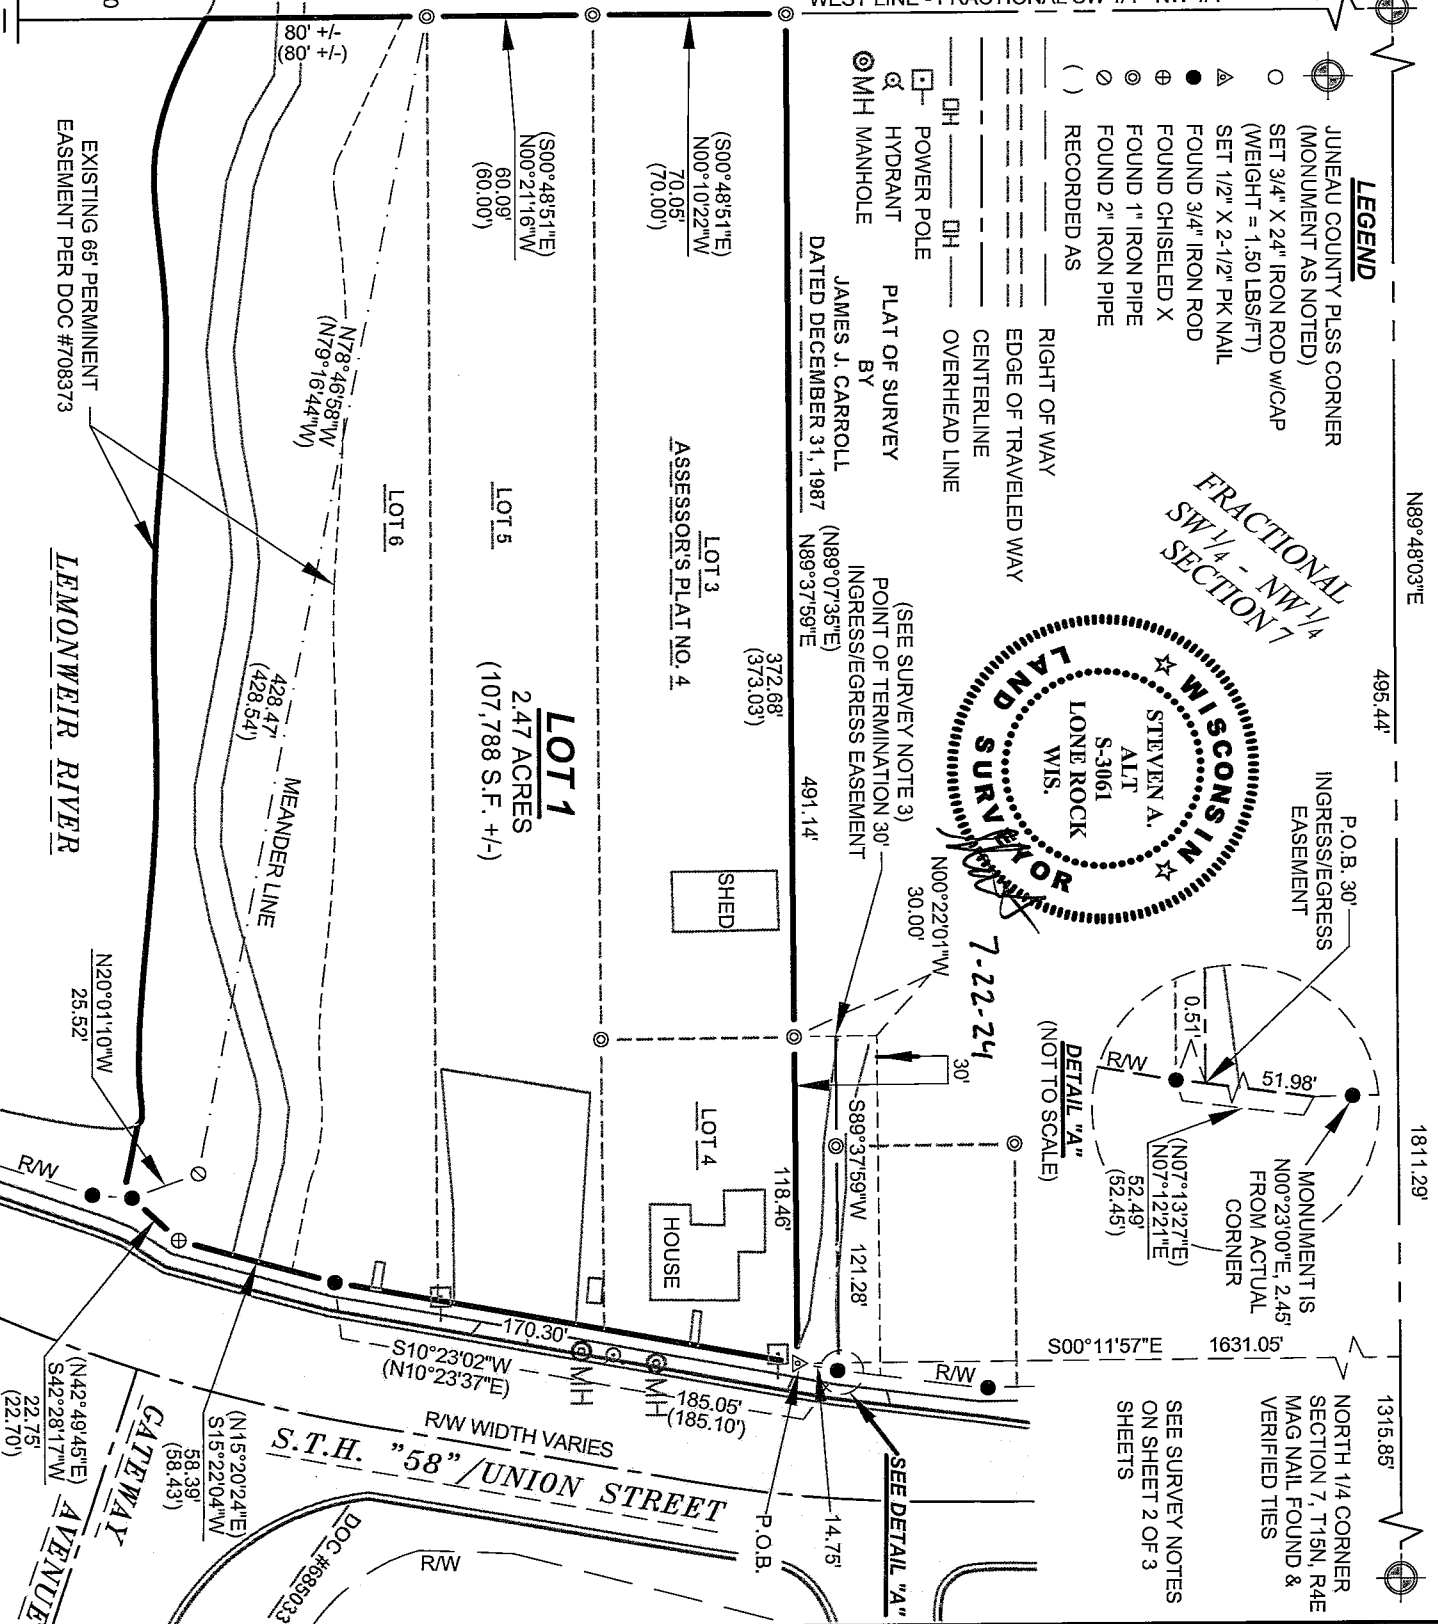 WEST LINE - FRACTIONAL SW 1/4 - NW 1/4
LEGEND
JUNEAU COUNTY PLSS CORNER
(MONUMENT AS NOTED)
SET 3/4" X 24" IRON ROD w/CAP
(WEIGHT = 1.50 LBS/FT)
SET 1/2" X 2-1/2" PK NAIL
FOUND 3/4" IRON ROD
FOUND CHISELED X
FOUND 1" IRON PIPE
FOUND 2" IRON PIPE
( ) RECORDED AS
RIGHT OF WAY
EDGE OF TRAVELED WAY
CENTERLINE
OH OH OVERHEAD LINE
POWER POLE
HYDRANT
MH MANHOLE
N89°48'03"E
495.44'
1811.29'
1315.85'
FRACTIONAL
SW 1/4 - NW 1/4
SECTION 7
WISCONSIN
STEVEN A.
ALT
S-3061
LONE ROCK
WIS.
LAND SURVEYOR
7-22-24
P.O.B. 30'
INGRESS/EGRESS
EASEMENT
0.51'
51.98'
R/W
MONUMENT IS
N00°23'00"E, 2.45'
FROM ACTUAL
CORNER
(N07°13'27"E)
N07°12'21"E
52.49'
(52.45')
DETAIL "A"
(NOT TO SCALE)
S00°11'57"E 1631.05'
NORTH 1/4 CORNER
SECTION 7, T15N, R4E
MAG NAIL FOUND &
VERIFIED TIES
SEE SURVEY NOTES
ON SHEET 2 OF 3
SHEETS
PLAT OF SURVEY
BY
JAMES J. CARROLL
DATED DECEMBER 31, 1987
(SEE SURVEY NOTE 3)
POINT OF TERMINATION 30'
INGRESS/EGRESS EASEMENT
(N89°07'35"E)
N89°37'59"E
491.14'
372.68'
(373.03')
N00°22'01"W
30.00'
30'
S89°37'59"W 121.28'
118.46'
R/W
SEE DETAIL "A"
14.75'
P.O.B.
(S00°48'51"E)
N00°10'22"W
70.05'
(70.00')
LOT 3
ASSESSOR'S PLAT NO. 4
SHED
LOT 4
HOUSE
(S00°48'51"E)
N00°21'16"W
60.09'
(60.00')
LOT 5
LOT 1
2.47 ACRES
(107,788 S.F. +/-)
LOT 6
170.30'
S10°23'02"W
(N10°23'37"E)
185.05'
(185.10')
MH
MH
R/W WIDTH VARIES
S.T.H. "58"/UNION STREET
80' +/-
(80' +/-)
N78°46'58"W
(N79°16'44"W)
428.47'
(428.54')
MEANDER LINE
EXISTING 65' PERMINENT
EASEMENT PER DOC #708373
LEMONWEIR RIVER
N20°01'10"W
25.52'
R/W
(N15°20'24"E)
S15°22'04"W
58.39'
(58.43')
(N42°49'45"E)
S42°28'17"W
22.75'
(22.70')
GATEWAY AVENUE
DOC #685033
R/W